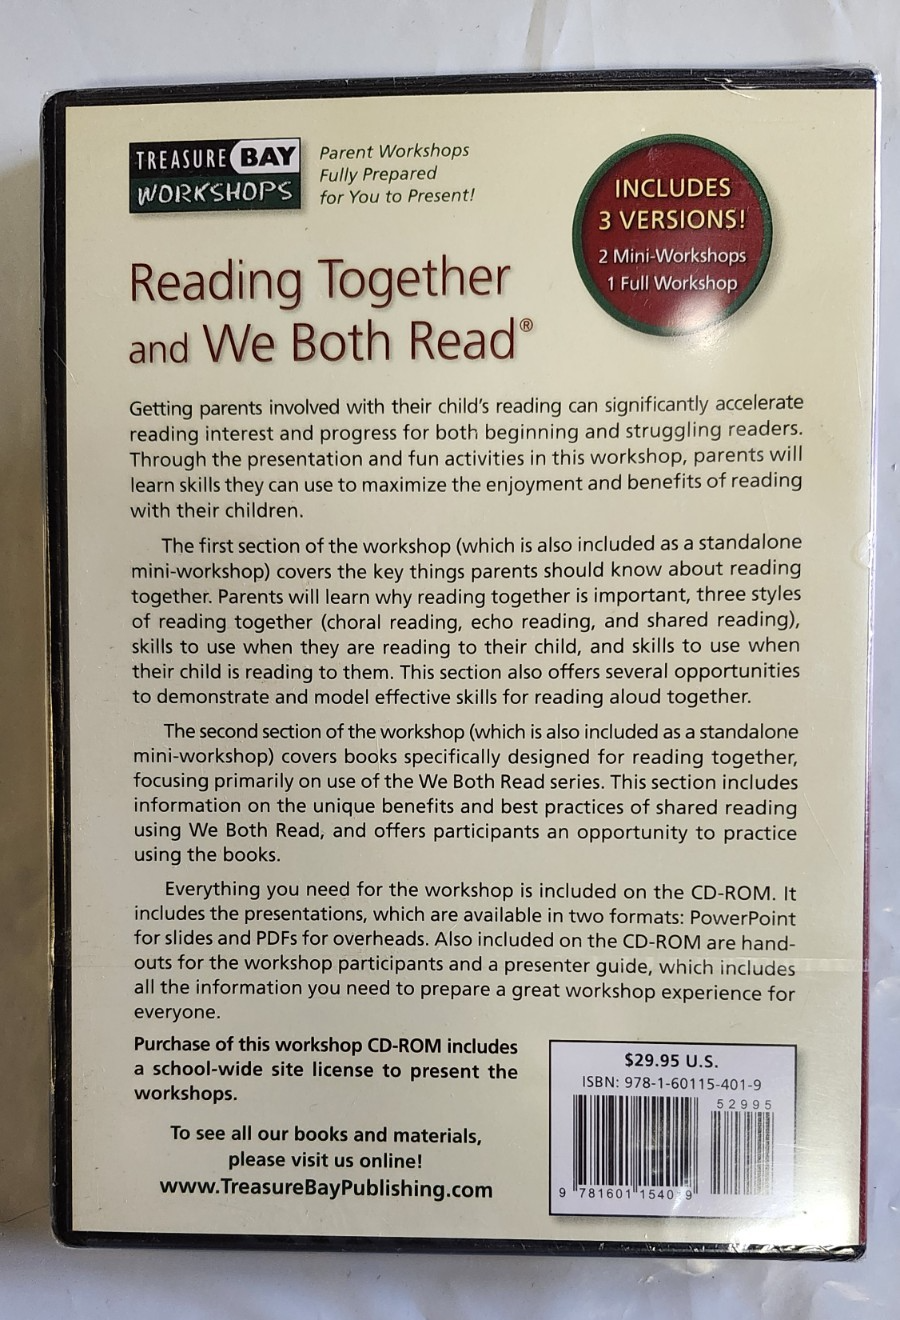 TREASURE BAY
WORKSHOPS
Parent Workshops
Fully Prepared
for You to Present!
INCLUDES
3 VERSIONS!
2 Mini-Workshops
1 Full Workshop
Reading Together
and We Both Read®
Getting parents involved with their child's reading can significantly accelerate
reading interest and progress for both beginning and struggling readers.
Through the presentation and fun activities in this workshop, parents will
learn skills they can use to maximize the enjoyment and benefits of reading
with their children.
The first section of the workshop (which is also included as a standalone
mini-workshop) covers the key things parents should know about reading
together. Parents will learn why reading together is important, three styles
of reading together (choral reading, echo reading, and shared reading),
skills to use when they are reading to their child, and skills to use when
their child is reading to them. This section also offers several opportunities
to demonstrate and model effective skills for reading aloud together.
The second section of the workshop (which is also included as a standalone
mini-workshop) covers books specifically designed for reading together,
focusing primarily on use of the We Both Read series. This section includes
information on the unique benefits and best practices of shared reading
using We Both Read, and offers participants an opportunity to practice
using the books.
Everything you need for the workshop is included on the CD-ROM. It
includes the presentations, which are available in two formats: PowerPoint
for slides and PDFs for overheads. Also included on the CD-ROM are hand-
outs for the workshop participants and a presenter guide, which includes
all the information you need to prepare a great workshop experience for
everyone.
Purchase of this workshop CD-ROM includes
a school-wide site license to present the
workshops.
To see all our books and materials,
please visit us online!
www.TreasureBayPublishing.com
$29.95 U.S.
ISBN: 978-1-60115-401-9
52995
9 781601 154019